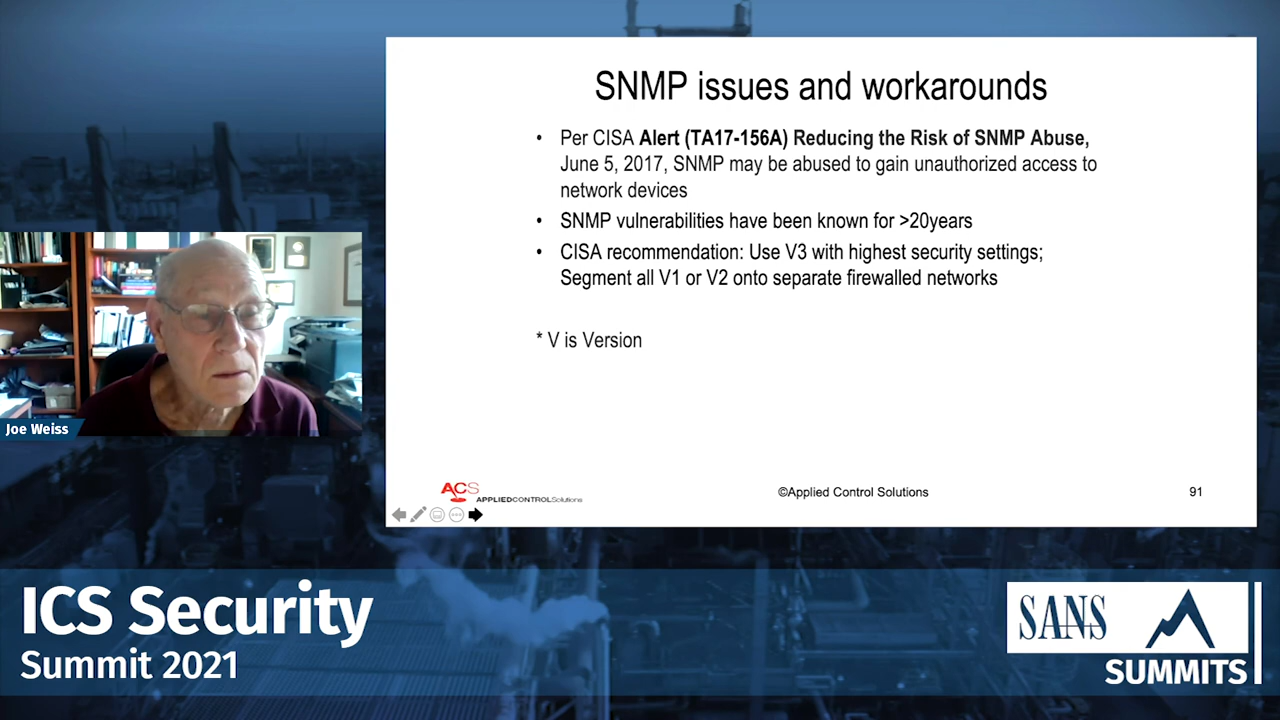 SNMP issues and workarounds
• Per CISA Alert (TA17-156A) Reducing the Risk of SNMP Abuse,
June 5, 2017, SNMP may be abused to gain unauthorized access to
network devices
• SNMP vulnerabilities have been known for >20years
• CISA recommendation: Use V3 with highest security settings;
Segment all V1 or V2 onto separate firewalled networks
* V is Version
Joe Weiss
ACS APPLIEDCONTROLSolutions
©Applied Control Solutions
91
ICS Security
Summit 2021
SANS
SUMMITS